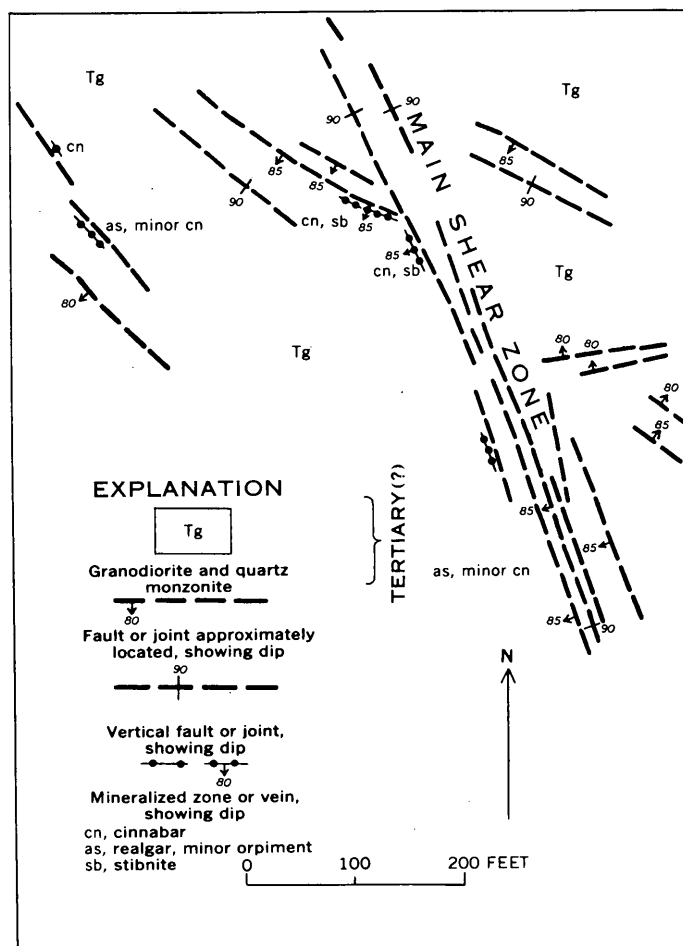 Tg
Tg
90
90
MAIN SHEAR ZONE
cn
85
85
85
90
90
cn, sb
85
as, minor cn
85
cn, sb
80
Tg
Tg
80
80
80
85
EXPLANATION
Tg
TERTIARY(?)
85
85
as, minor cn
Granodiorite and quartz
monzonite
80
85
90
Fault or joint approximately
located, showing dip
N
90
Vertical fault or joint,
showing dip
80
Mineralized zone or vein,
showing dip
cn, cinnabar
as, realgar, minor orpiment
sb, stibnite
0 100 200 FEET